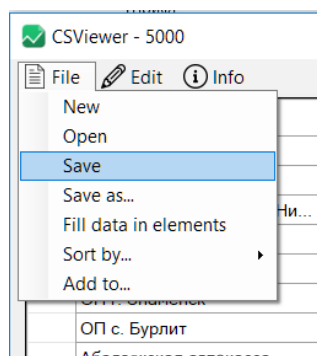 CSViewer - 5000
File Edit Info
New
Open
Save
Save as...
Fill data in elements
Ни...
Sort by...
Add to...
ОП с. Бурлит